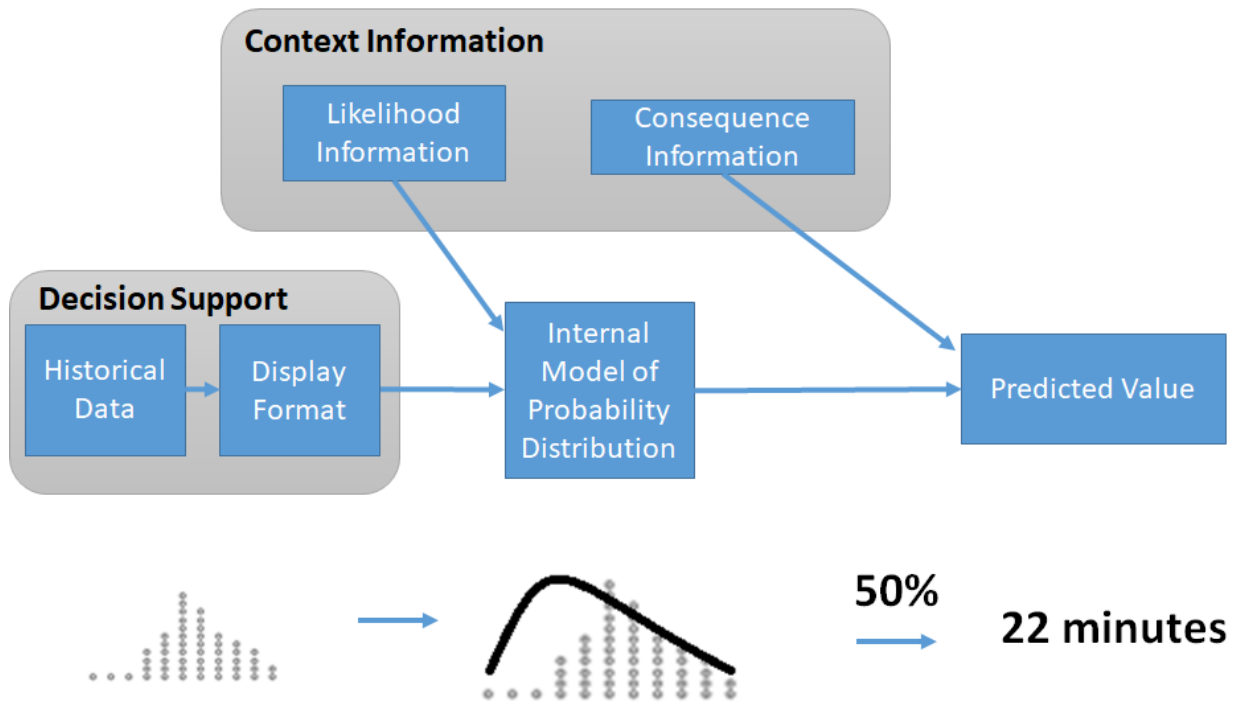 Context Information
Likelihood
Information
Consequence
Information
Decision Support
Historical
Data
Display
Format
Internal
Model of
Probability
Distribution
Predicted Value
50%
22 minutes